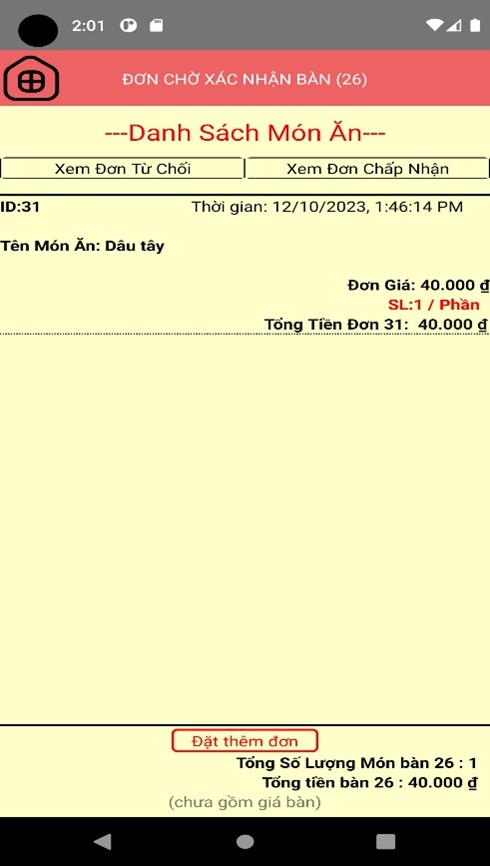 2:01
ĐƠN CHỜ XÁC NHẬN BÀN (26)
---Danh Sách Món Ăn---
Xem Đơn Từ Chối
Xem Đơn Chấp Nhận
ID:31
Thời gian: 12/10/2023, 1:46:14 PM
Tên Món Ăn: Dâu tây
Đơn Giá: 40.000 ₫
SL:1 / Phần
Tổng Tiền Đơn 31: 40.000 ₫
Đặt thêm đơn
Tổng Số Lượng Món bàn 26 : 1
Tổng tiền bàn 26 : 40.000 ₫
(chưa gồm giá bàn)